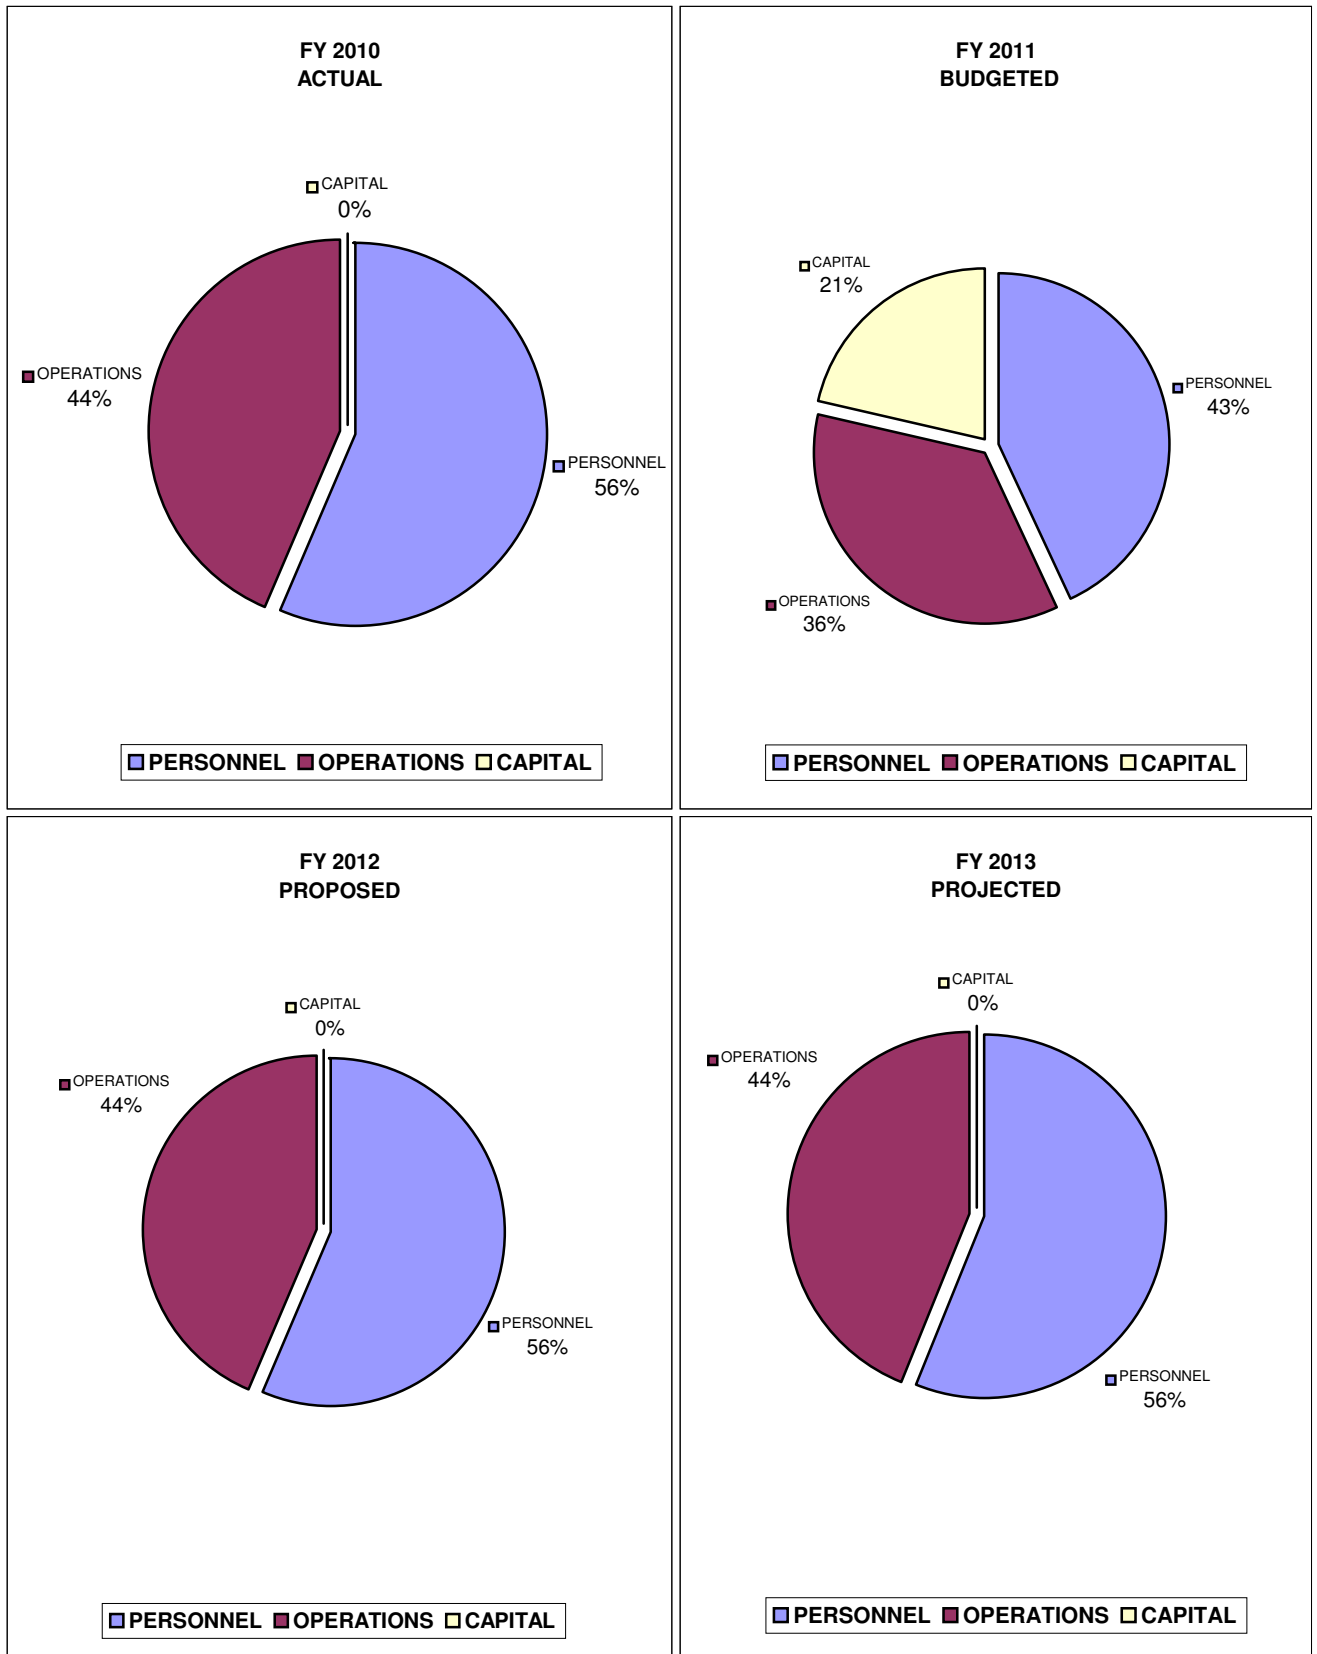 FY 2010
ACTUAL
CAPITAL
0%
OPERATIONS
44%
PERSONNEL
56%
PERSONNEL OPERATIONS CAPITAL
FY 2011
BUDGETED
CAPITAL
21%
PERSONNEL
43%
OPERATIONS
36%
PERSONNEL OPERATIONS CAPITAL
FY 2012
PROPOSED
CAPITAL
0%
OPERATIONS
44%
PERSONNEL
56%
PERSONNEL OPERATIONS CAPITAL
FY 2013
PROJECTED
CAPITAL
0%
OPERATIONS
44%
PERSONNEL
56%
PERSONNEL OPERATIONS CAPITAL